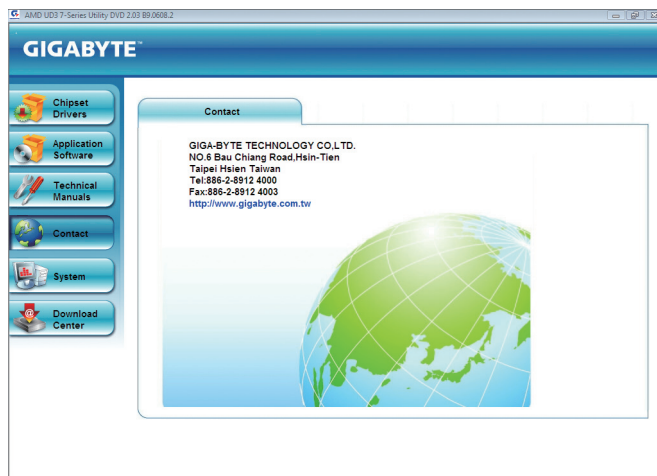 AMD UD3 7-Series Utility DVD 2.03 B9.0608.2
GIGABYTE™
Chipset
Drivers
Application
Software
Technical
Manuals
Contact
System
Download
Center
Contact
GIGA-BYTE TECHNOLOGY CO,LTD.
NO.6 Bau Chiang Road,Hsin-Tien
Taipei Hsien Taiwan
Tel:886-2-8912 4000
Fax:886-2-8912 4003
http://www.gigabyte.com.tw